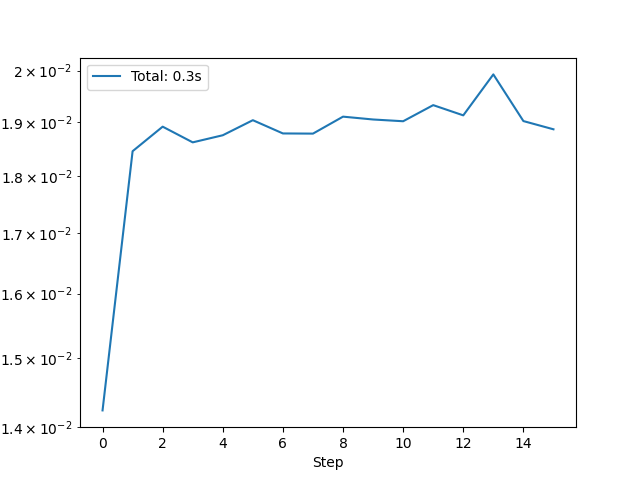 Total: 0.3s
2 × 10⁻²
1.9 × 10⁻²
1.8 × 10⁻²
1.7 × 10⁻²
1.6 × 10⁻²
1.5 × 10⁻²
1.4 × 10⁻²
0 2 4 6 8 10 12 14
Step